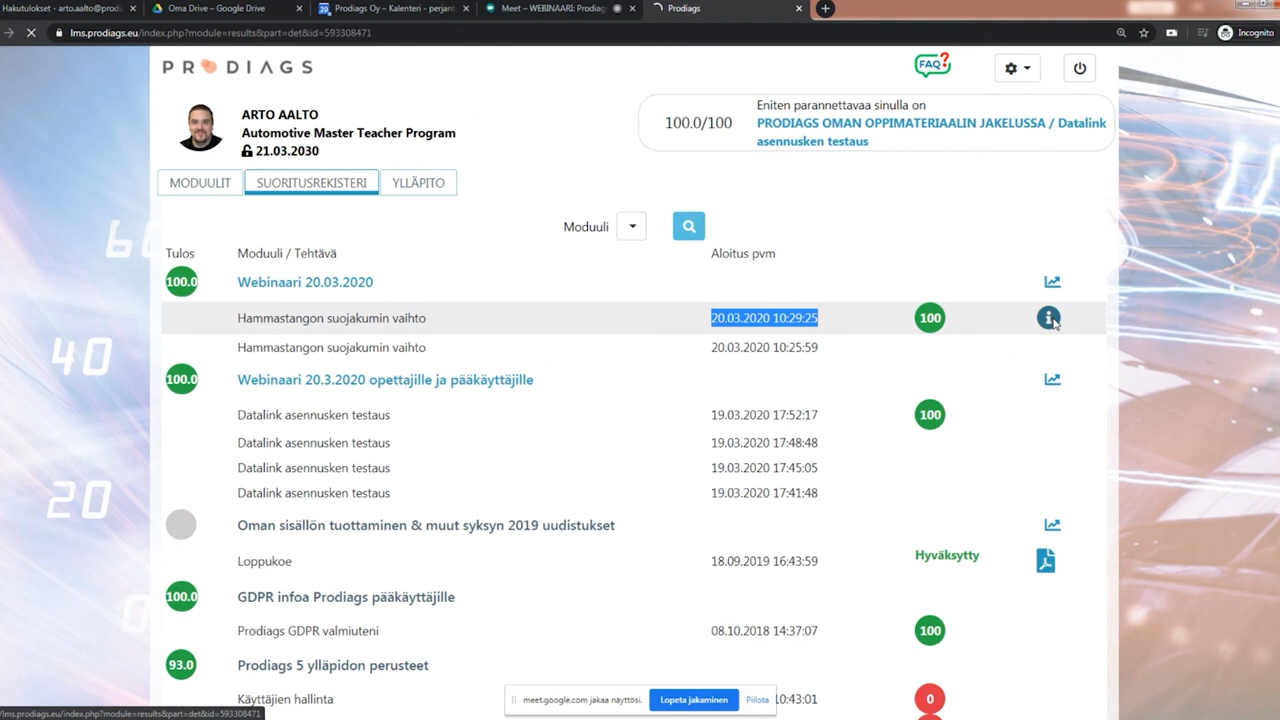 Hakutulokset - arto.aalto@prodi
Oma Drive – Google Drive
Prodiags Oy – Kalenteri - perjant
Meet – WEBINAARI: Prodiag
Prodiags
lms.prodiags.eu/index.php?module=results&part=det&id=593308471
Incognito
PRODIAGS
FAQ?
ARTO AALTO
Automotive Master Teacher Program
21.03.2030
100.0/100
Eniten parannettavaa sinulla on
PRODIAGS OMAN OPPIMATERIAALIN JAKELUSSA / Datalink
asennusken testaus
MODUULIT
SUORITUSREKISTERI
YLLÄPITO
Moduuli
Tulos
Moduuli / Tehtävä
Aloitus pvm
100.0
Webinaari 20.03.2020
Hammastangon suojakumin vaihto
20.03.2020 10:29:25
100
Hammastangon suojakumin vaihto
20.03.2020 10:25:59
100.0
Webinaari 20.3.2020 opettajille ja pääkäyttäjille
Datalink asennusken testaus
19.03.2020 17:52:17
100
Datalink asennusken testaus
19.03.2020 17:48:48
Datalink asennusken testaus
19.03.2020 17:45:05
Datalink asennusken testaus
19.03.2020 17:41:48
Oman sisällön tuottaminen & muut syksyn 2019 uudistukset
Loppukoe
18.09.2019 16:43:59
Hyväksytty
100.0
GDPR infoa Prodiags pääkäyttäjille
Prodiags GDPR valmiuteni
08.10.2018 14:37:07
100
93.0
Prodiags 5 ylläpidon perusteet
Käyttäjien hallinta
10:43:01
0
meet.google.com jakaa näyttösi.
Lopeta jakaminen
Piilota
/lms.prodiags.eu/index.php?module=results&part=det&id=593308471
60
40
20
0